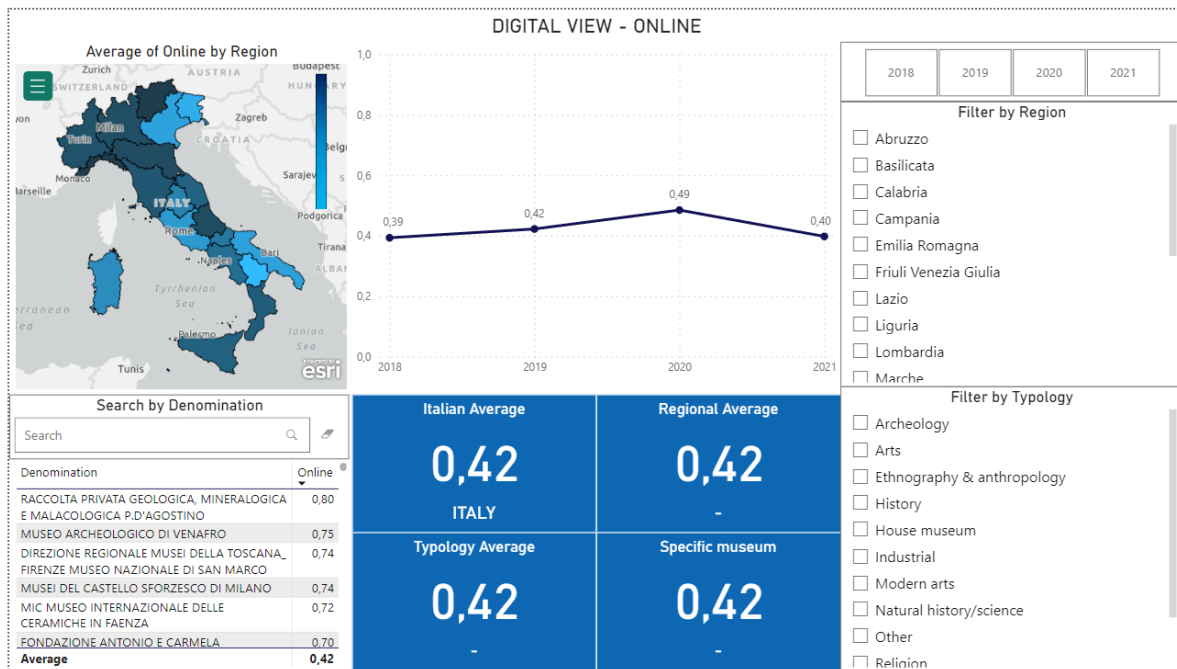 DIGITAL VIEW - ONLINE
Average of Online by Region
Zurich
AUSTRIA
Budapest
SWITZERLAND
Milan
Turin
Zagreb
CROATIA
Monaco
Marseille
Sarajev
ITALY
Rome
Podgorica
Tirana
Naples
Bari
ALBAN
Tyrrhenian
Sea
erranean
Sea
Palesmo
Ionian
Sea
Tunis
esri
1,0
0,8
0,6
0,4
0,2
0,0
0,39
0,42
0,49
0,40
2018
2019
2020
2021
2018
2019
2020
2021
Filter by Region
Abruzzo
Basilicata
Calabria
Campania
Emilia Romagna
Friuli Venezia Giulia
Lazio
Liguria
Lombardia
Marche
Search by Denomination
Search
Denomination Online
RACCOLTA PRIVATA GEOLOGICA, MINERALOGICA 0,80
E MALACOLOGICA P.D'AGOSTINO
MUSEO ARCHEOLOGICO DI VENAFRO 0,75
DIREZIONE REGIONALE MUSEI DELLA TOSCANA_ 0,74
FIRENZE MUSEO NAZIONALE DI SAN MARCO
MUSEI DEL CASTELLO SFORZESCO DI MILANO 0,74
MIC MUSEO INTERNAZIONALE DELLE 0,72
CERAMICHE IN FAENZA
FONDAZIONE ANTONIO E CARMELA 0,70
Average 0,42
Italian Average
0,42
ITALY
Regional Average
0,42
-
Typology Average
0,42
-
Specific museum
0,42
-
Filter by Typology
Archeology
Arts
Ethnography & anthropology
History
House museum
Industrial
Modern arts
Natural history/science
Other
Religion